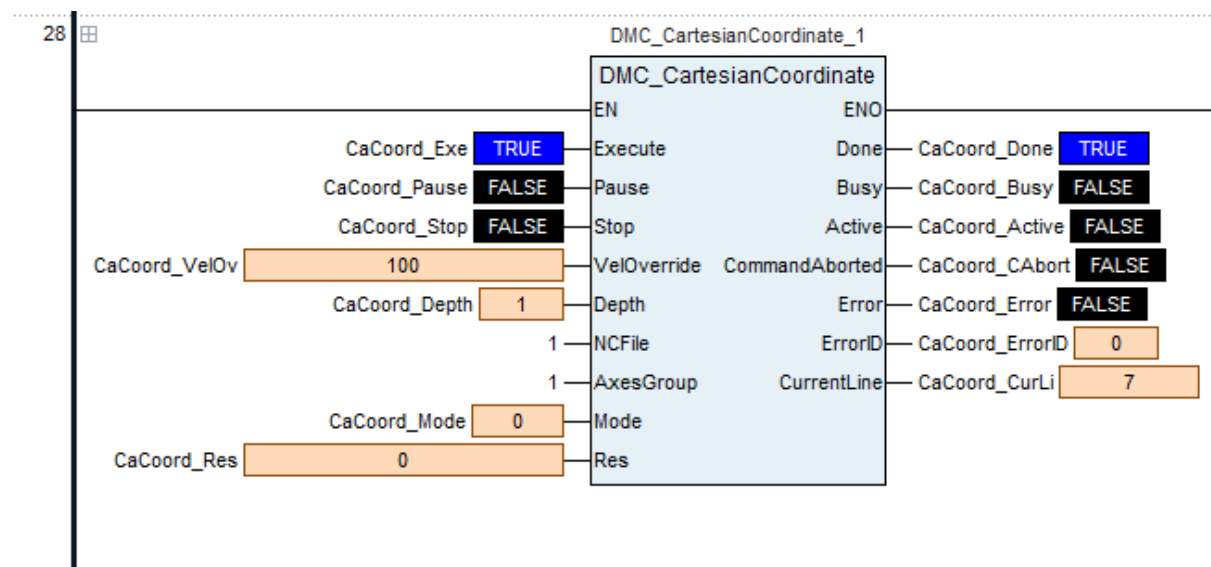 28 DMC_CartesianCoordinate_1
DMC_CartesianCoordinate
EN ENO
CaCoord_Exe TRUE Execute Done CaCoord_Done TRUE
CaCoord_Pause FALSE Pause Busy CaCoord_Busy FALSE
CaCoord_Stop FALSE Stop Active CaCoord_Active FALSE
CaCoord_VelOv 100 VelOverride CommandAborted CaCoord_CAbort FALSE
CaCoord_Depth 1 Depth Error CaCoord_Error FALSE
1 NCFile ErrorID CaCoord_ErrorID 0
1 AxesGroup CurrentLine CaCoord_CurLi 7
CaCoord_Mode 0 Mode
CaCoord_Res 0 Res